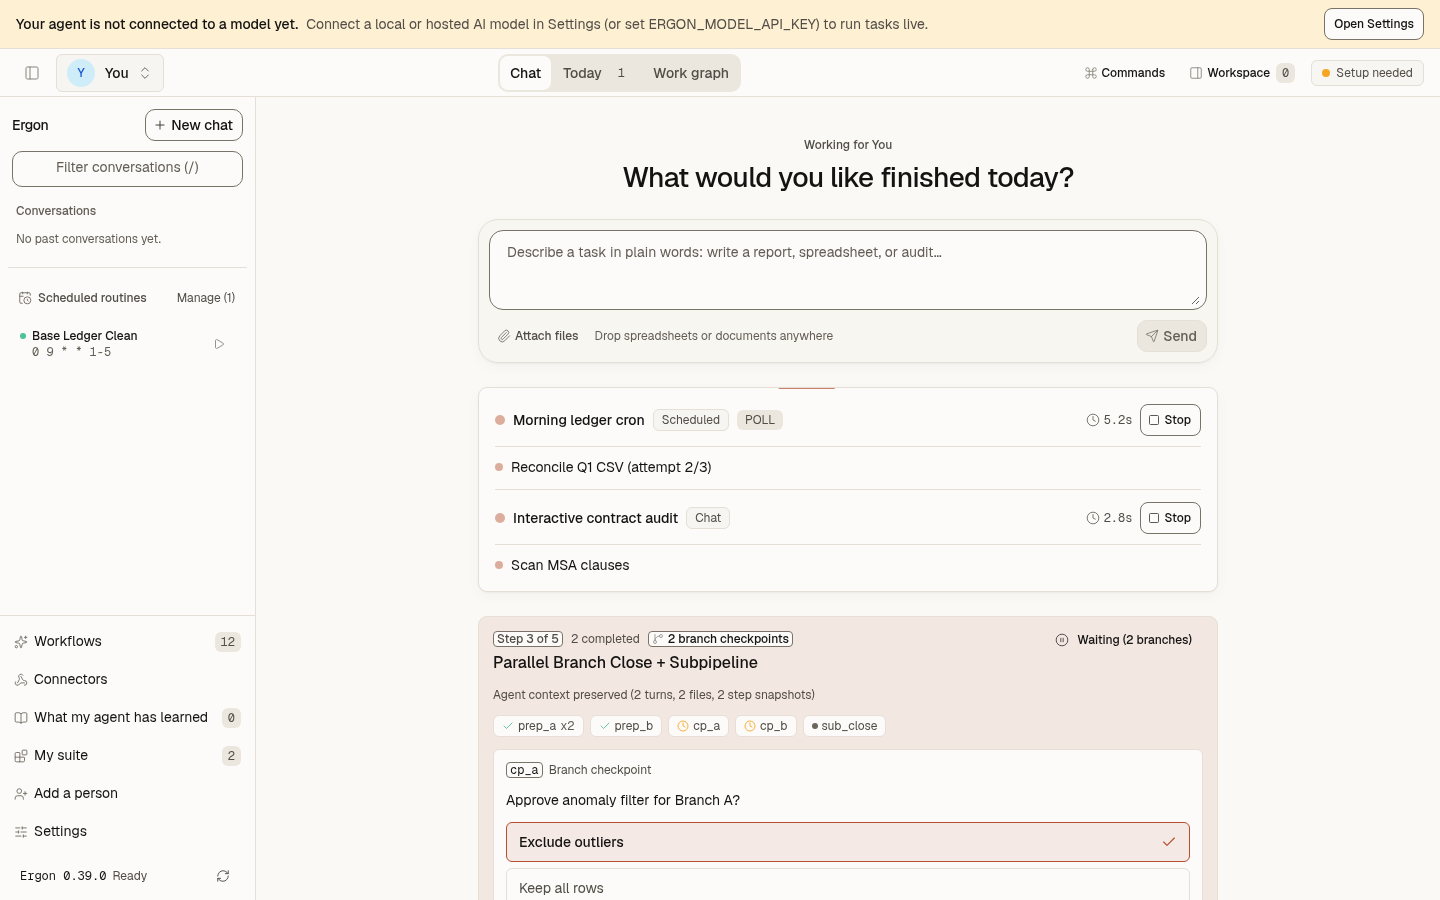 Your agent is not connected to a model yet. Connect a local or hosted AI model in Settings (or set ERGON_MODEL_API_KEY) to run tasks live.
Open Settings
Y You
Chat Today 1 Work graph
Commands
Workspace 0
Setup needed
Ergon
New chat
Filter conversations (/)
Conversations
No past conversations yet.
Scheduled routines
Manage (1)
Base Ledger Clean
0 9 * * 1-5
Workflows 12
Connectors
What my agent has learned 0
My suite 2
Add a person
Settings
Ergon 0.39.0 Ready
Working for You
What would you like finished today?
Describe a task in plain words: write a report, spreadsheet, or audit…
Attach files Drop spreadsheets or documents anywhere
Send
Morning ledger cron Scheduled POLL 5.2s Stop
Reconcile Q1 CSV (attempt 2/3)
Interactive contract audit Chat 2.8s Stop
Scan MSA clauses
Step 3 of 5 2 completed 2 branch checkpoints Waiting (2 branches)
Parallel Branch Close + Subpipeline
Agent context preserved (2 turns, 2 files, 2 step snapshots)
prep_a x2 prep_b cp_a cp_b sub_close
cp_a Branch checkpoint
Approve anomaly filter for Branch A?
Exclude outliers
Keep all rows